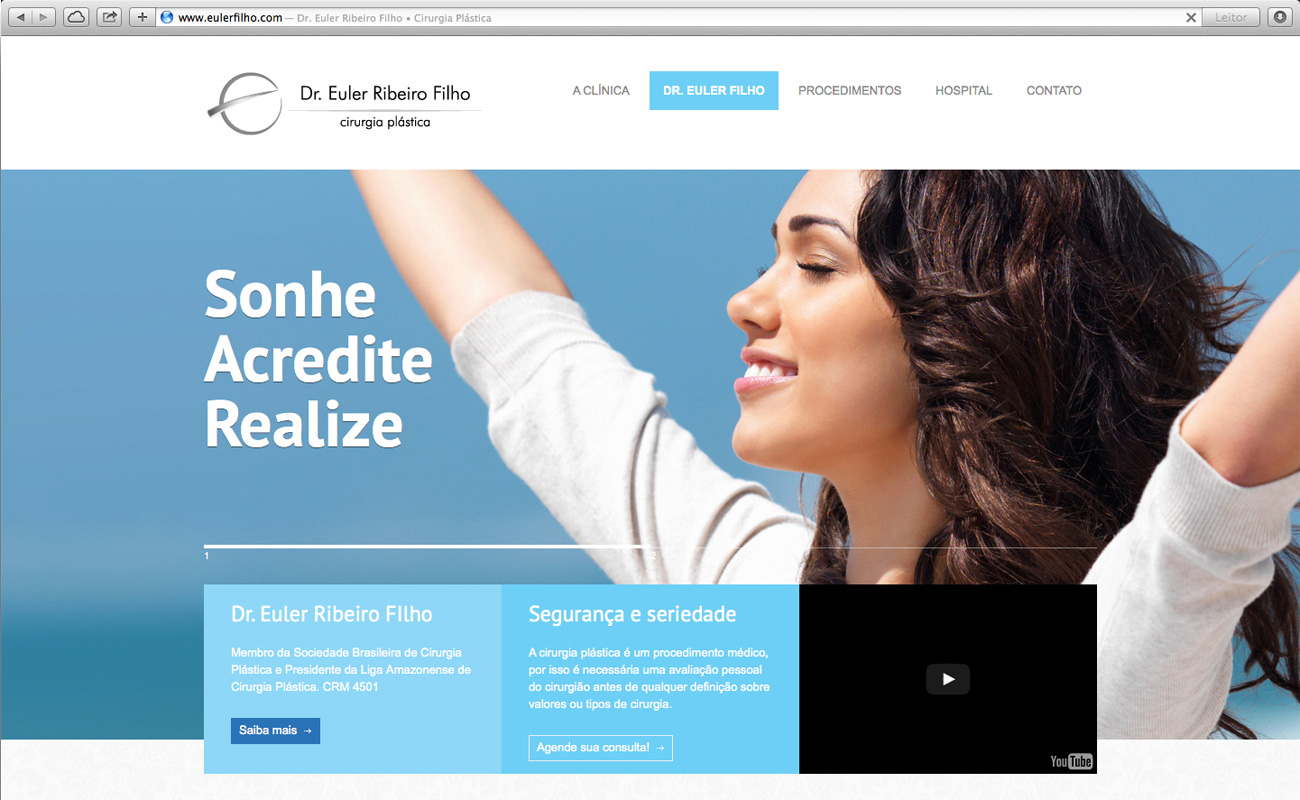 www.eulerfilho.com — Dr. Euler Ribeiro Filho • Cirurgia Plástica
Leitor
Dr. Euler Ribeiro Filho
cirurgia plástica
A CLÍNICA
DR. EULER FILHO
PROCEDIMENTOS
HOSPITAL
CONTATO
Sonhe
Acredite
Realize
1
2
Dr. Euler Ribeiro FIlho
Membro da Sociedade Brasileira de Cirurgia
Plástica e Presidente da Liga Amazonense de
Cirurgia Plástica. CRM 4501
Saiba mais →
Segurança e seriedade
A cirurgia plástica é um procedimento médico,
por isso é necessária uma avaliação pessoal
do cirurgião antes de qualquer definição sobre
valores ou tipos de cirurgia.
Agende sua consulta! →
YouTube